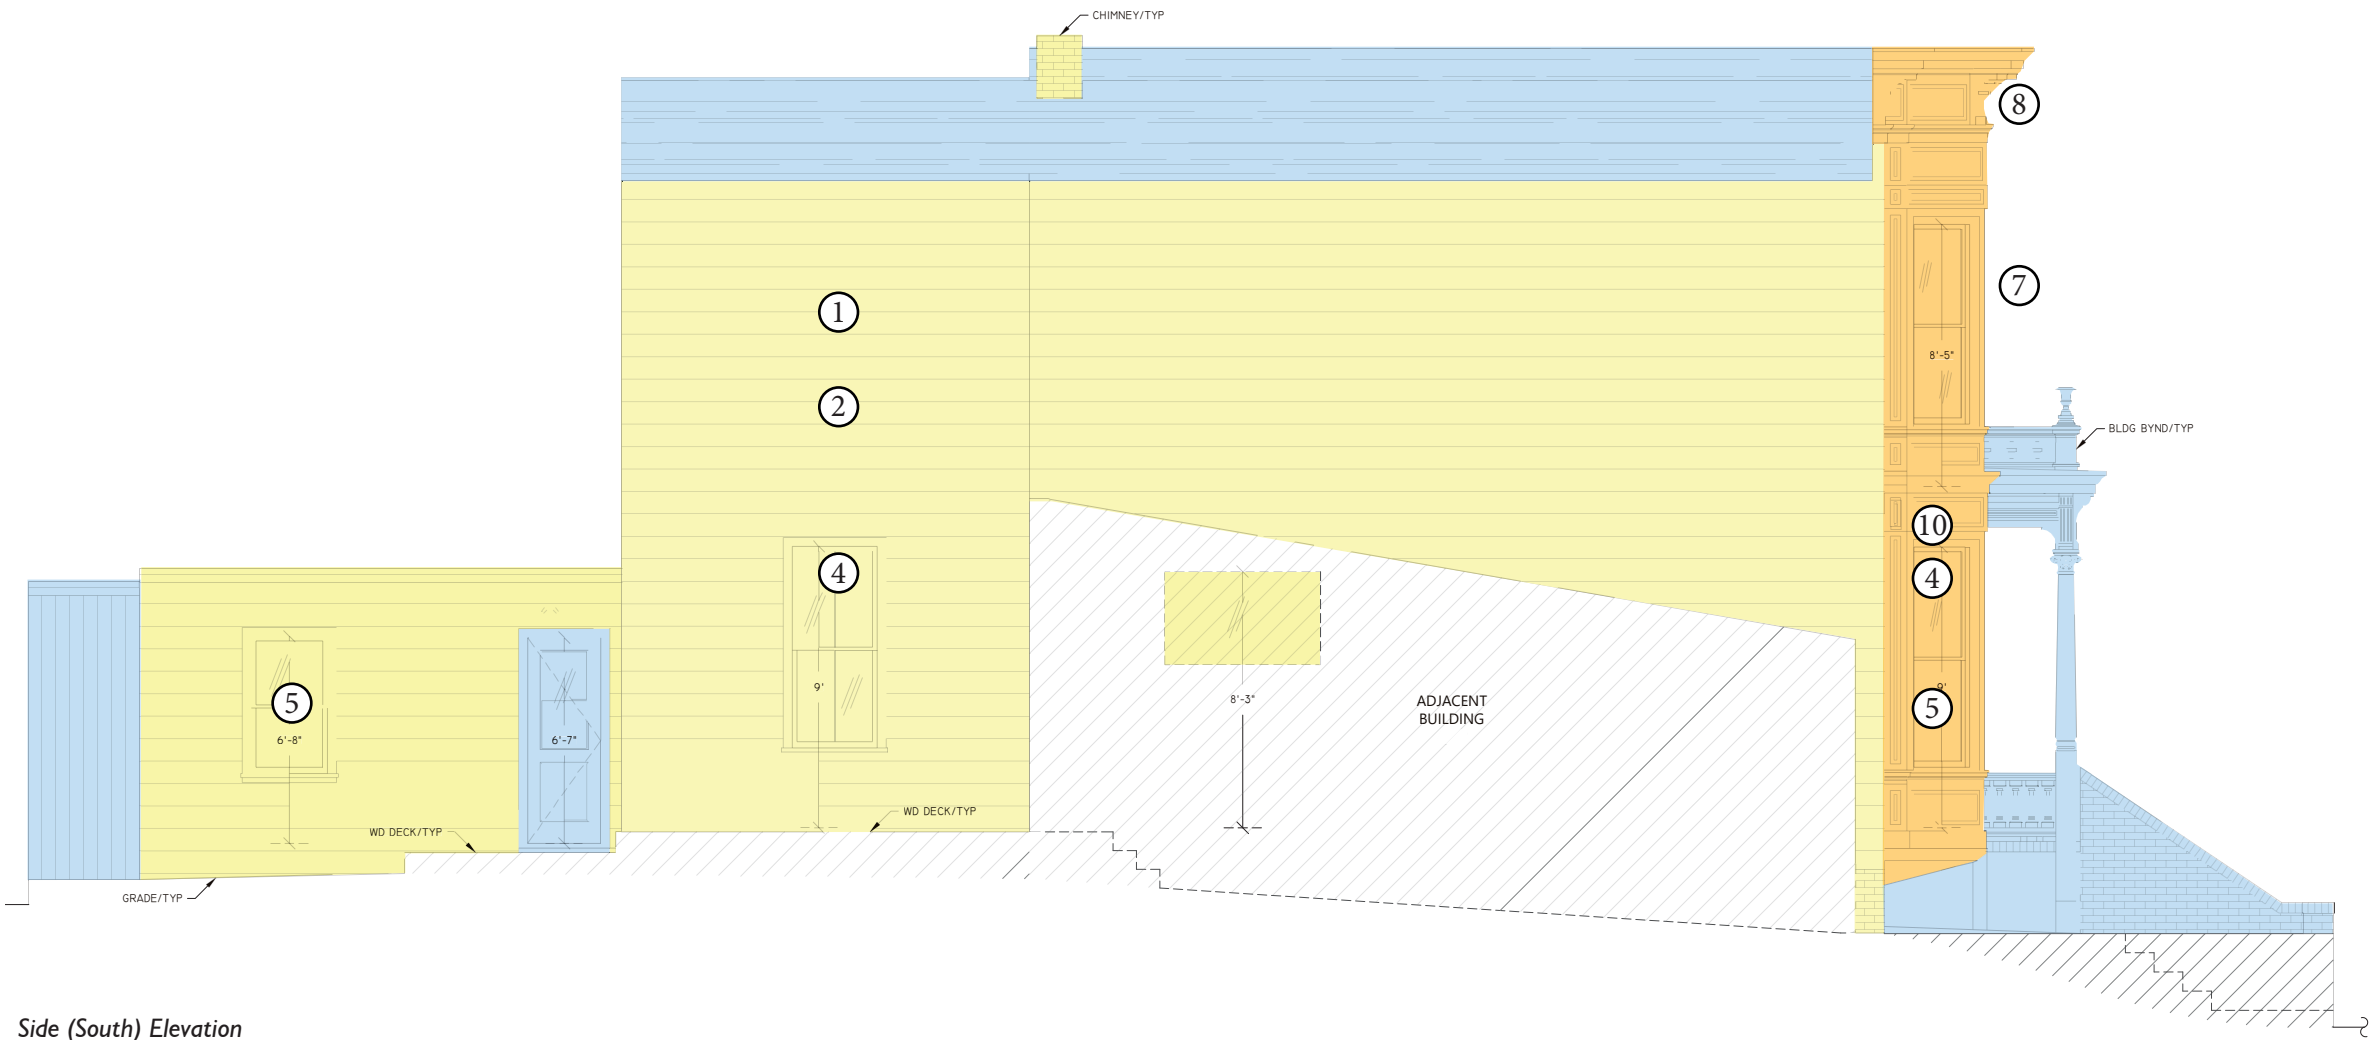 CHIMNEY/TYP
8
7
1
2
BLDG BYND/TYP
8'-5"
10
4
4
5
5
9'
9'
8'-3"
ADJACENT
BUILDING
6'-8"
6'-7"
WD DECK/TYP
WD DECK/TYP
GRADE/TYP
Side (South) Elevation